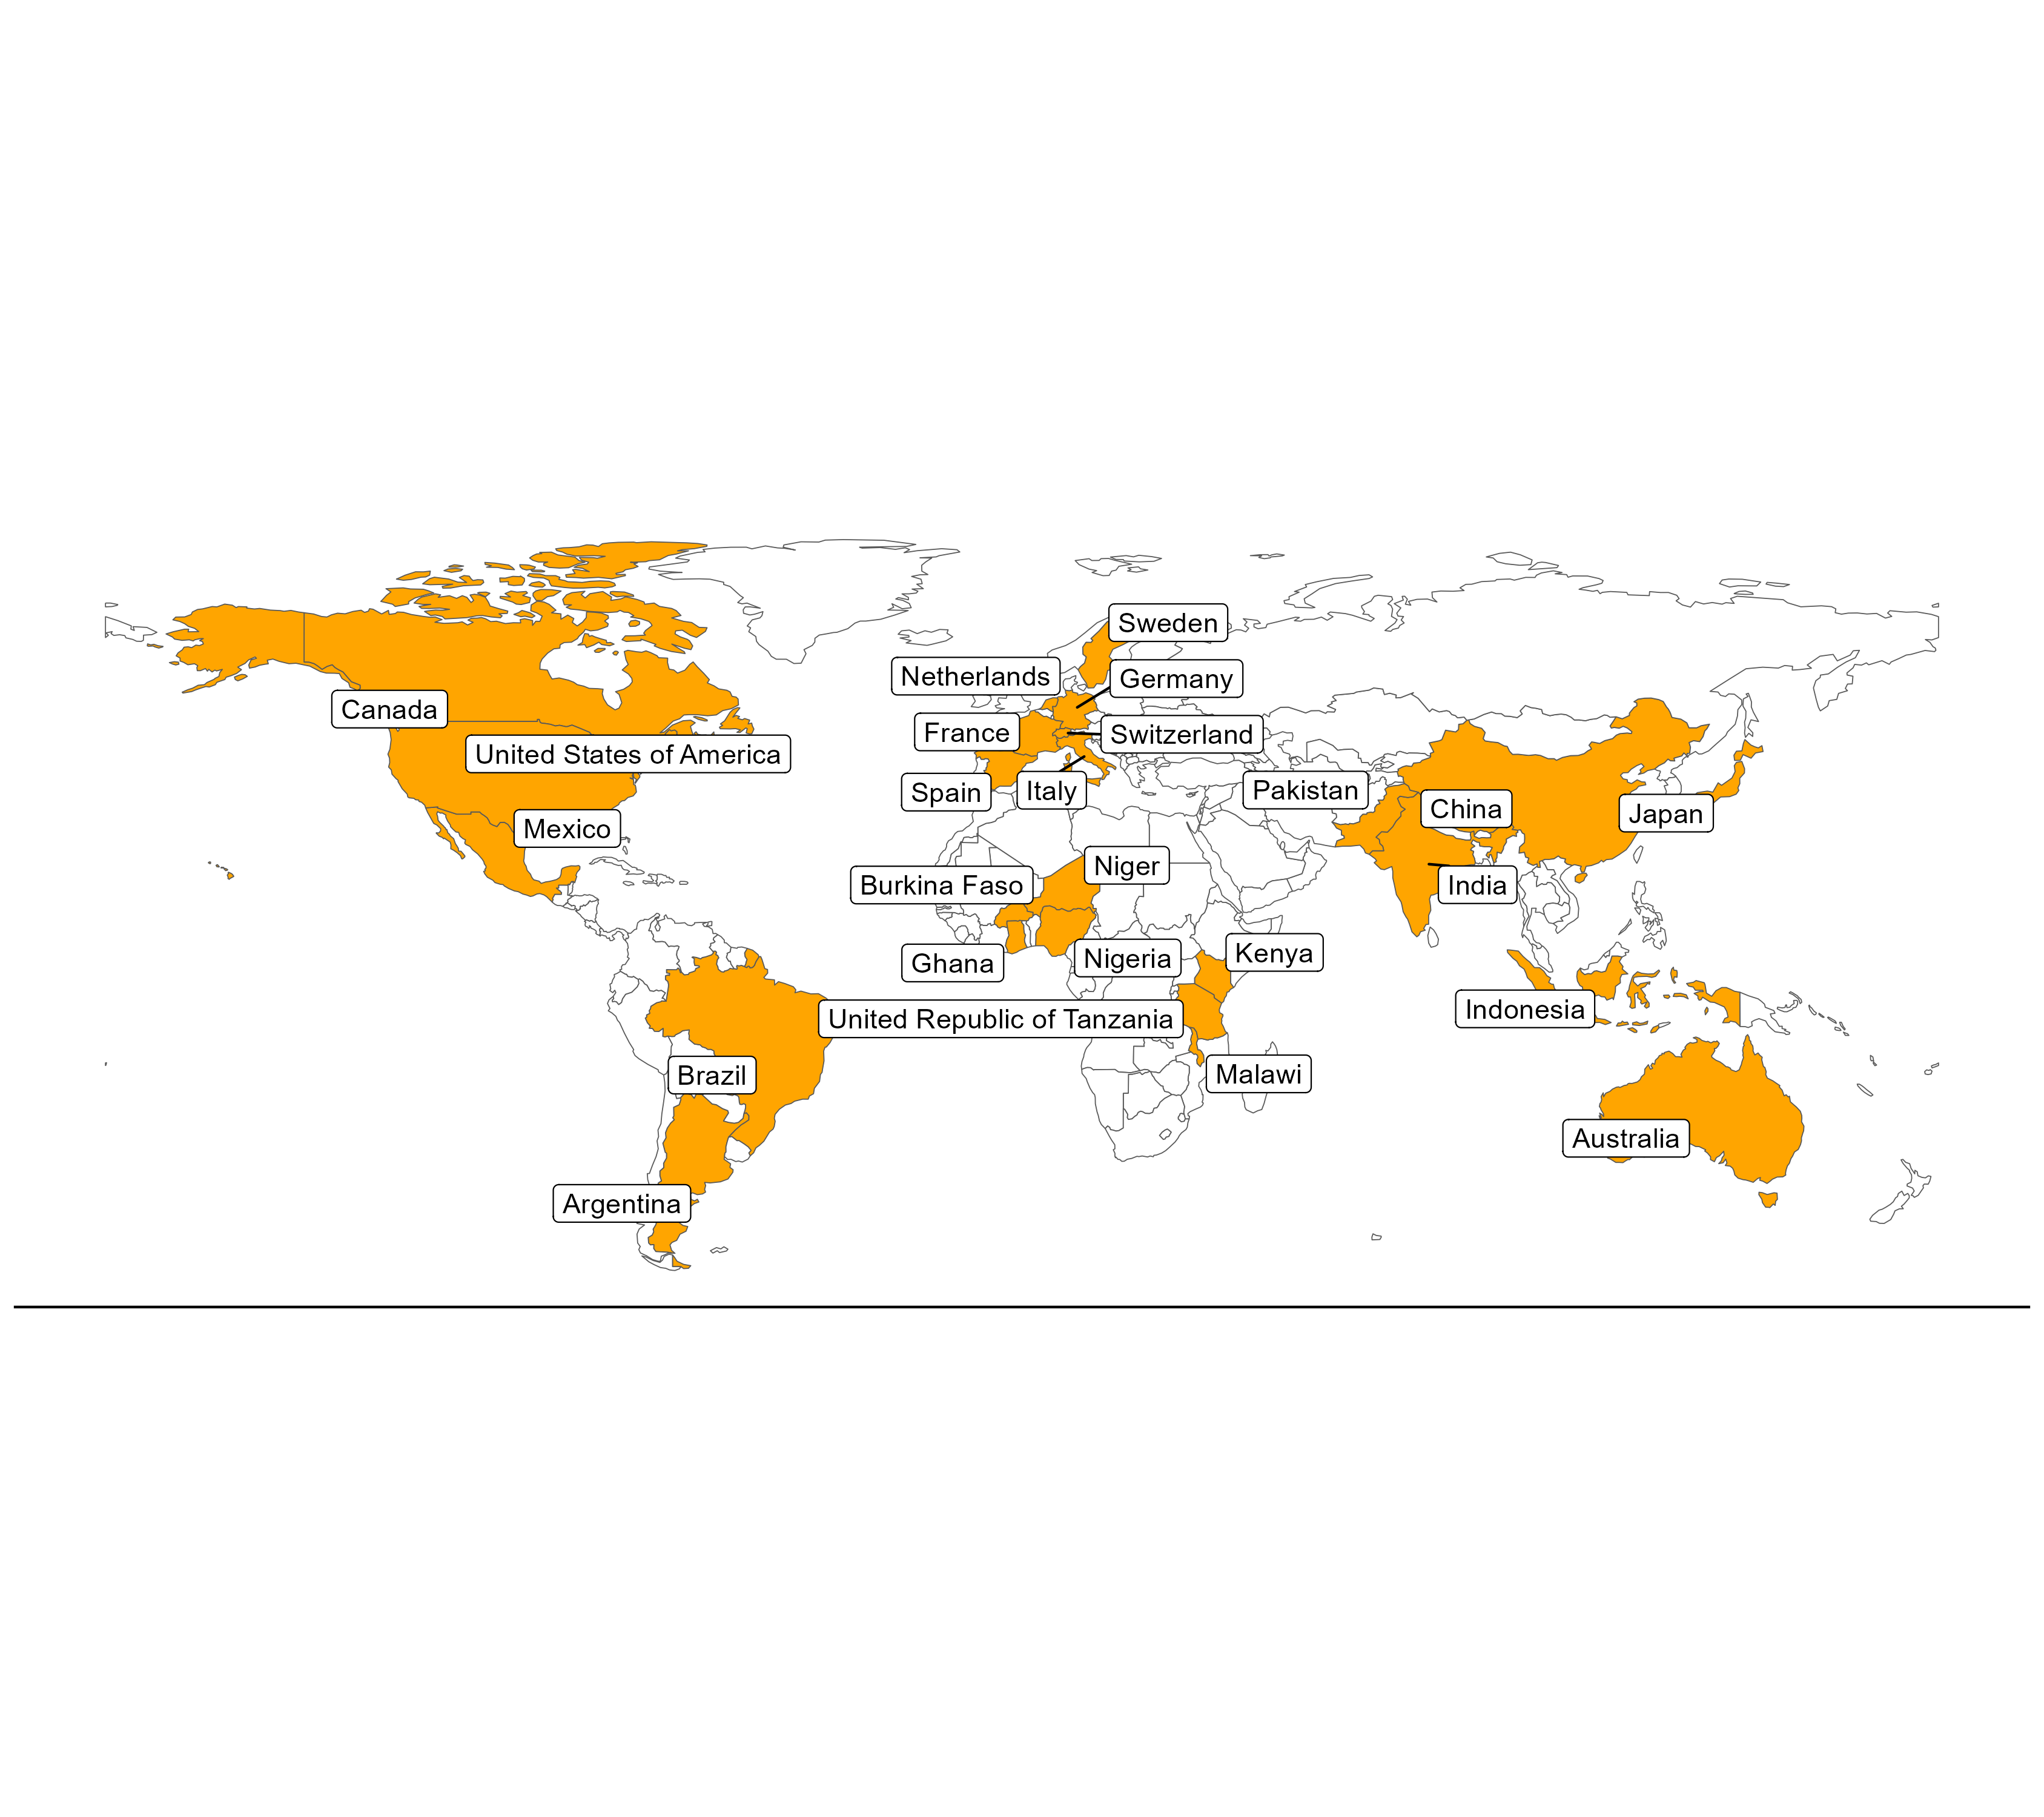 Sweden
Netherlands
Germany
Canada
France
Switzerland
United States of America
Spain
Italy
Pakistan
China
Japan
Mexico
Niger
Burkina Faso
India
Ghana
Nigeria
Kenya
Indonesia
United Republic of Tanzania
Brazil
Malawi
Australia
Argentina